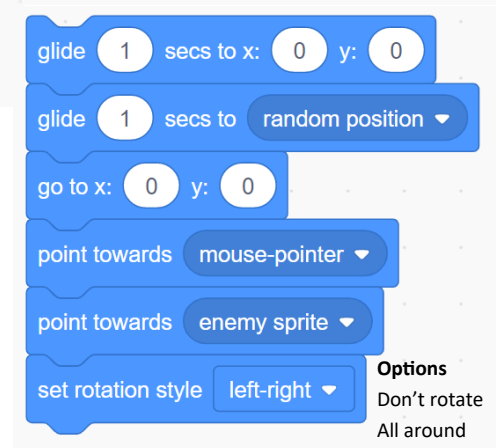 glide 1 secs to x: 0 y: 0
glide 1 secs to random position
go to x: 0 y: 0
point towards mouse-pointer
point towards enemy sprite
set rotation style left-right
Options
Don't rotate
All around